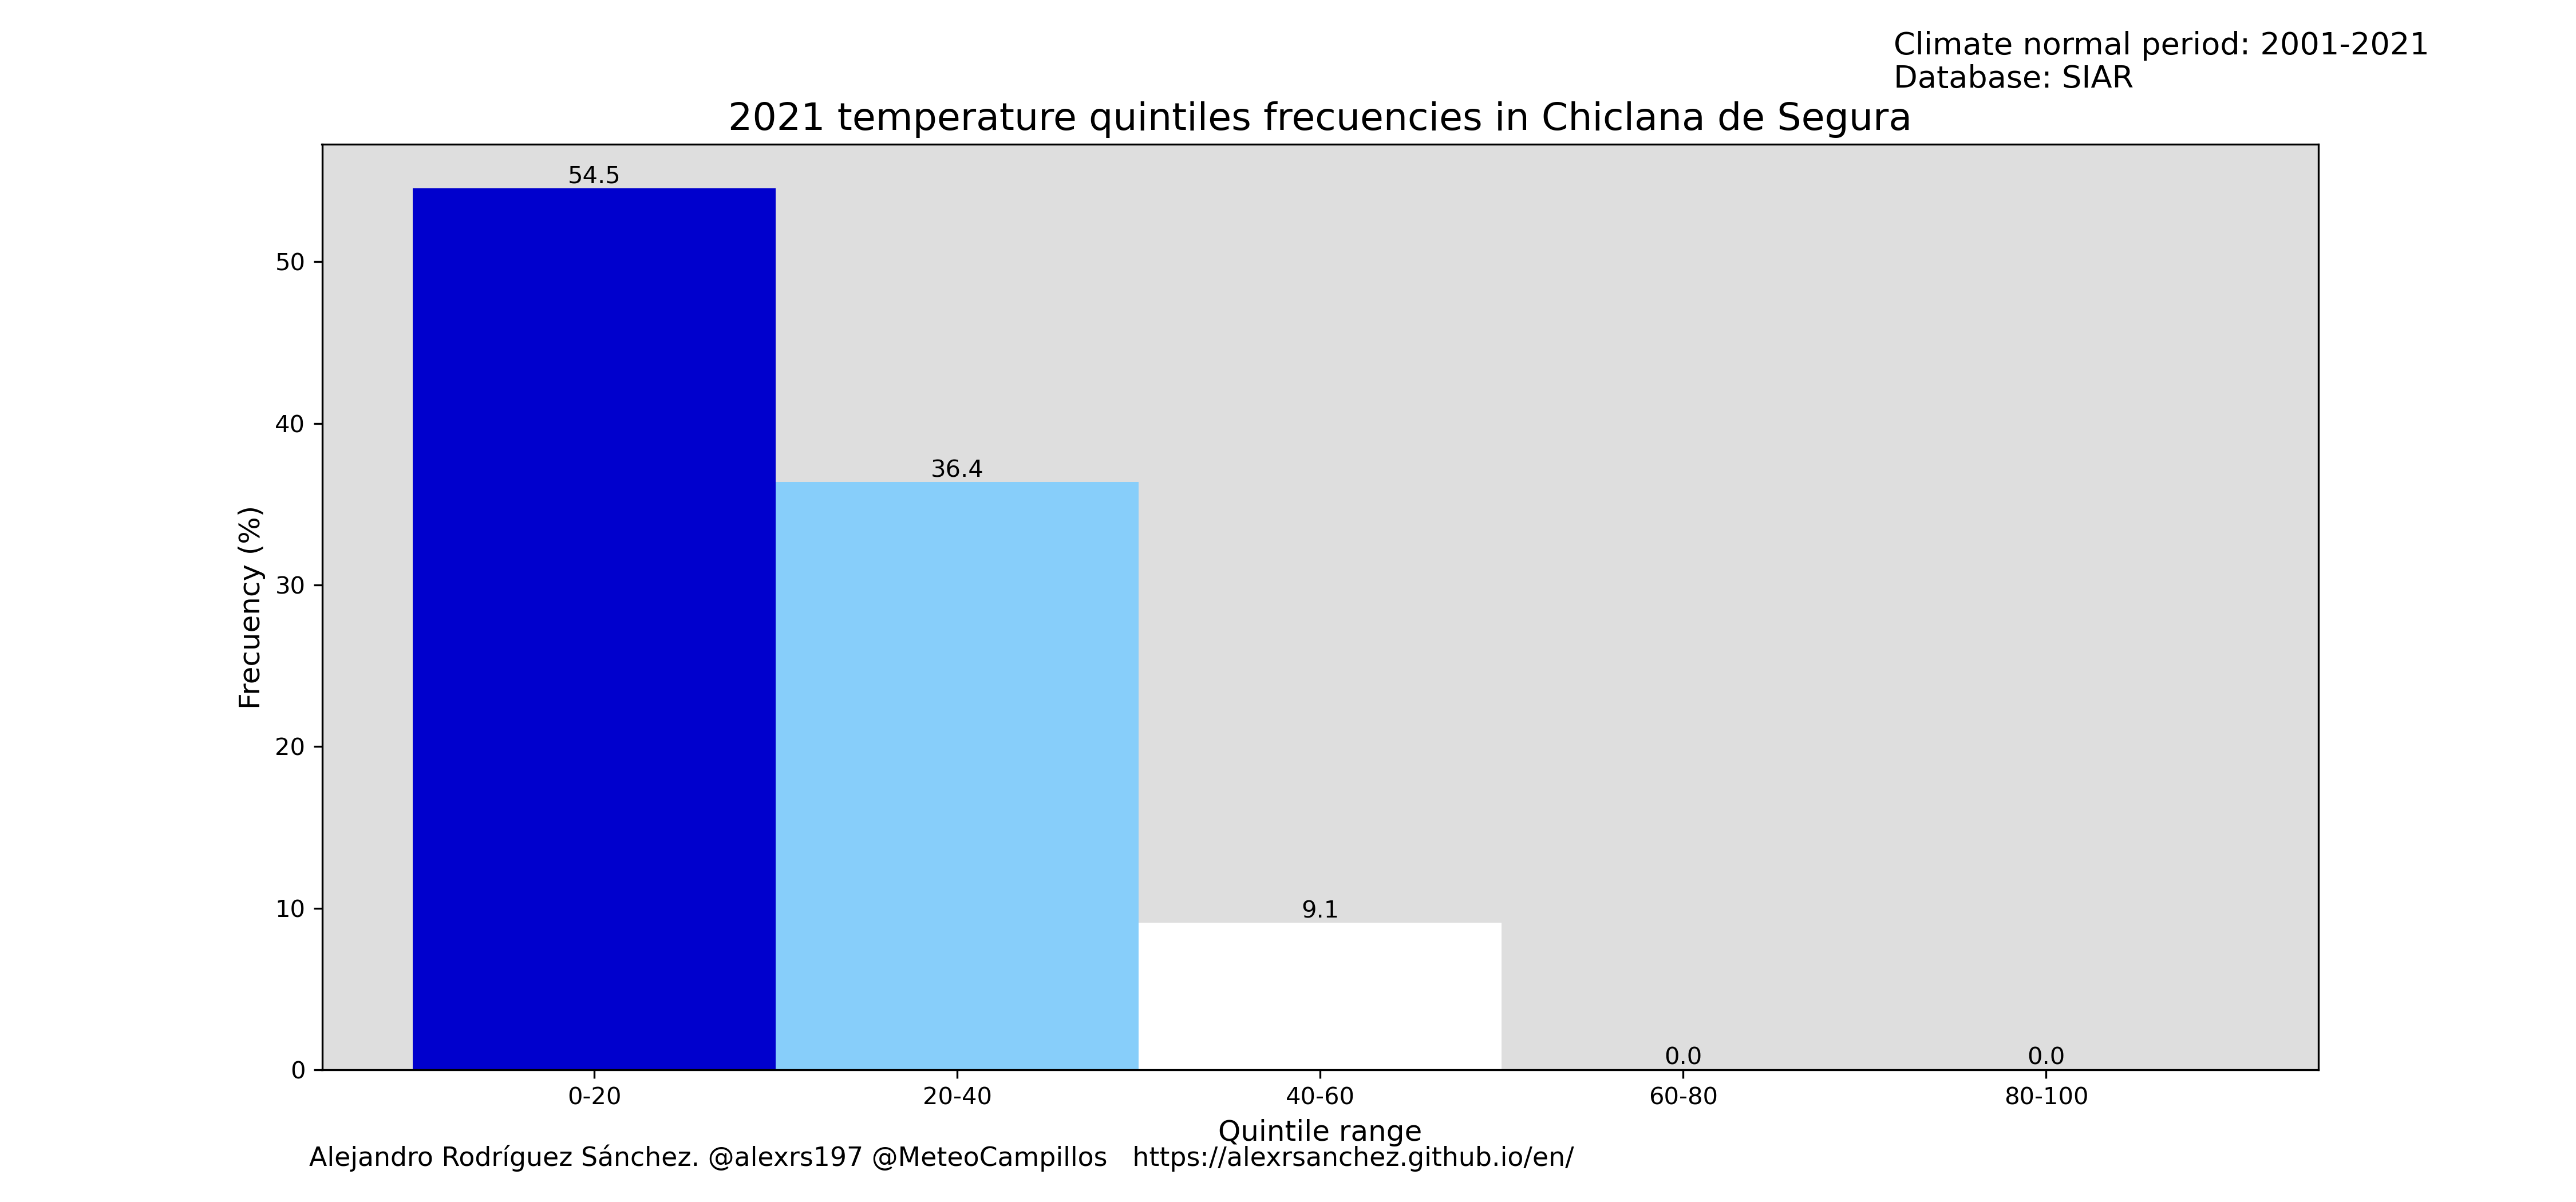 Climate normal period: 2001-2021
Database: SIAR
2021 temperature quintiles frecuencies in Chiclana de Segura
54.5
50
40
36.4
Frecuency (%)
30
20
10
9.1
0.0
0.0
0
0-20
20-40
40-60
60-80
80-100
Quintile range
Alejandro Rodríguez Sánchez. @alexrs197 @MeteoCampillos https://alexrsanchez.github.io/en/